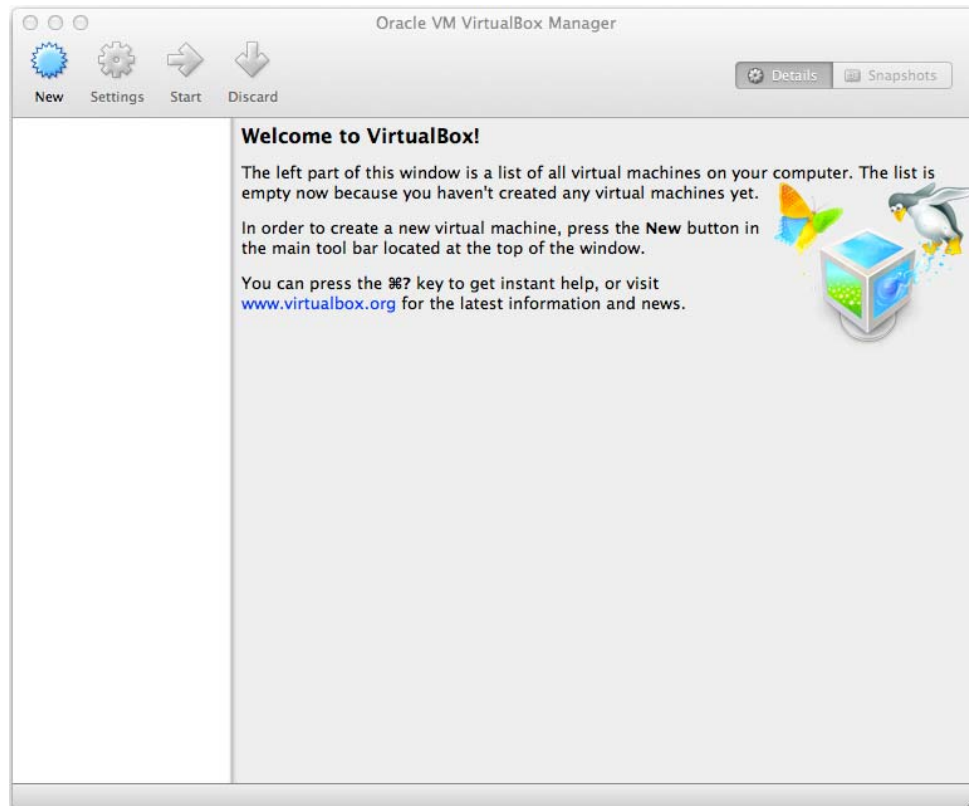 Oracle VM VirtualBox Manager
New Settings Start Discard
Details Snapshots
Welcome to VirtualBox!
The left part of this window is a list of all virtual machines on your computer. The list is
empty now because you haven't created any virtual machines yet.
In order to create a new virtual machine, press the New button in
the main tool bar located at the top of the window.
You can press the ⌘? key to get instant help, or visit
www.virtualbox.org for the latest information and news.